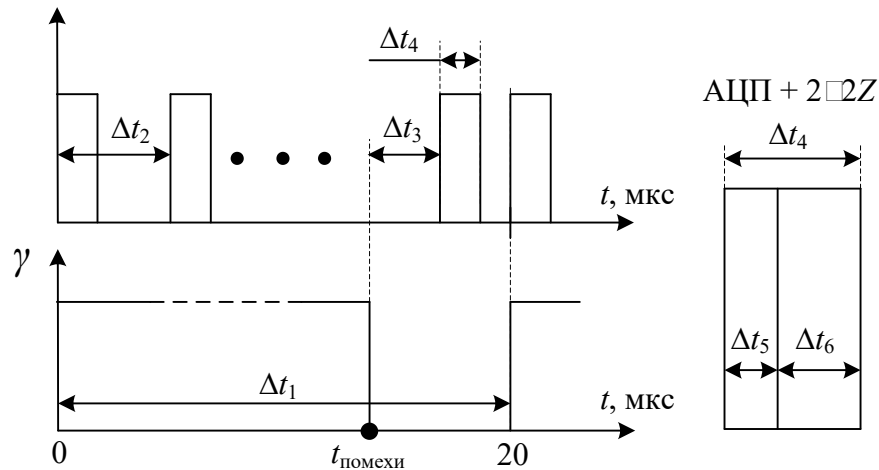 Δt₄
АЦП + 2□2Z
Δt₂
Δt₃
Δt₄
t, мкс
γ
Δt₅
Δt₆
Δt₁
t, мкс
0
tпомехи
20